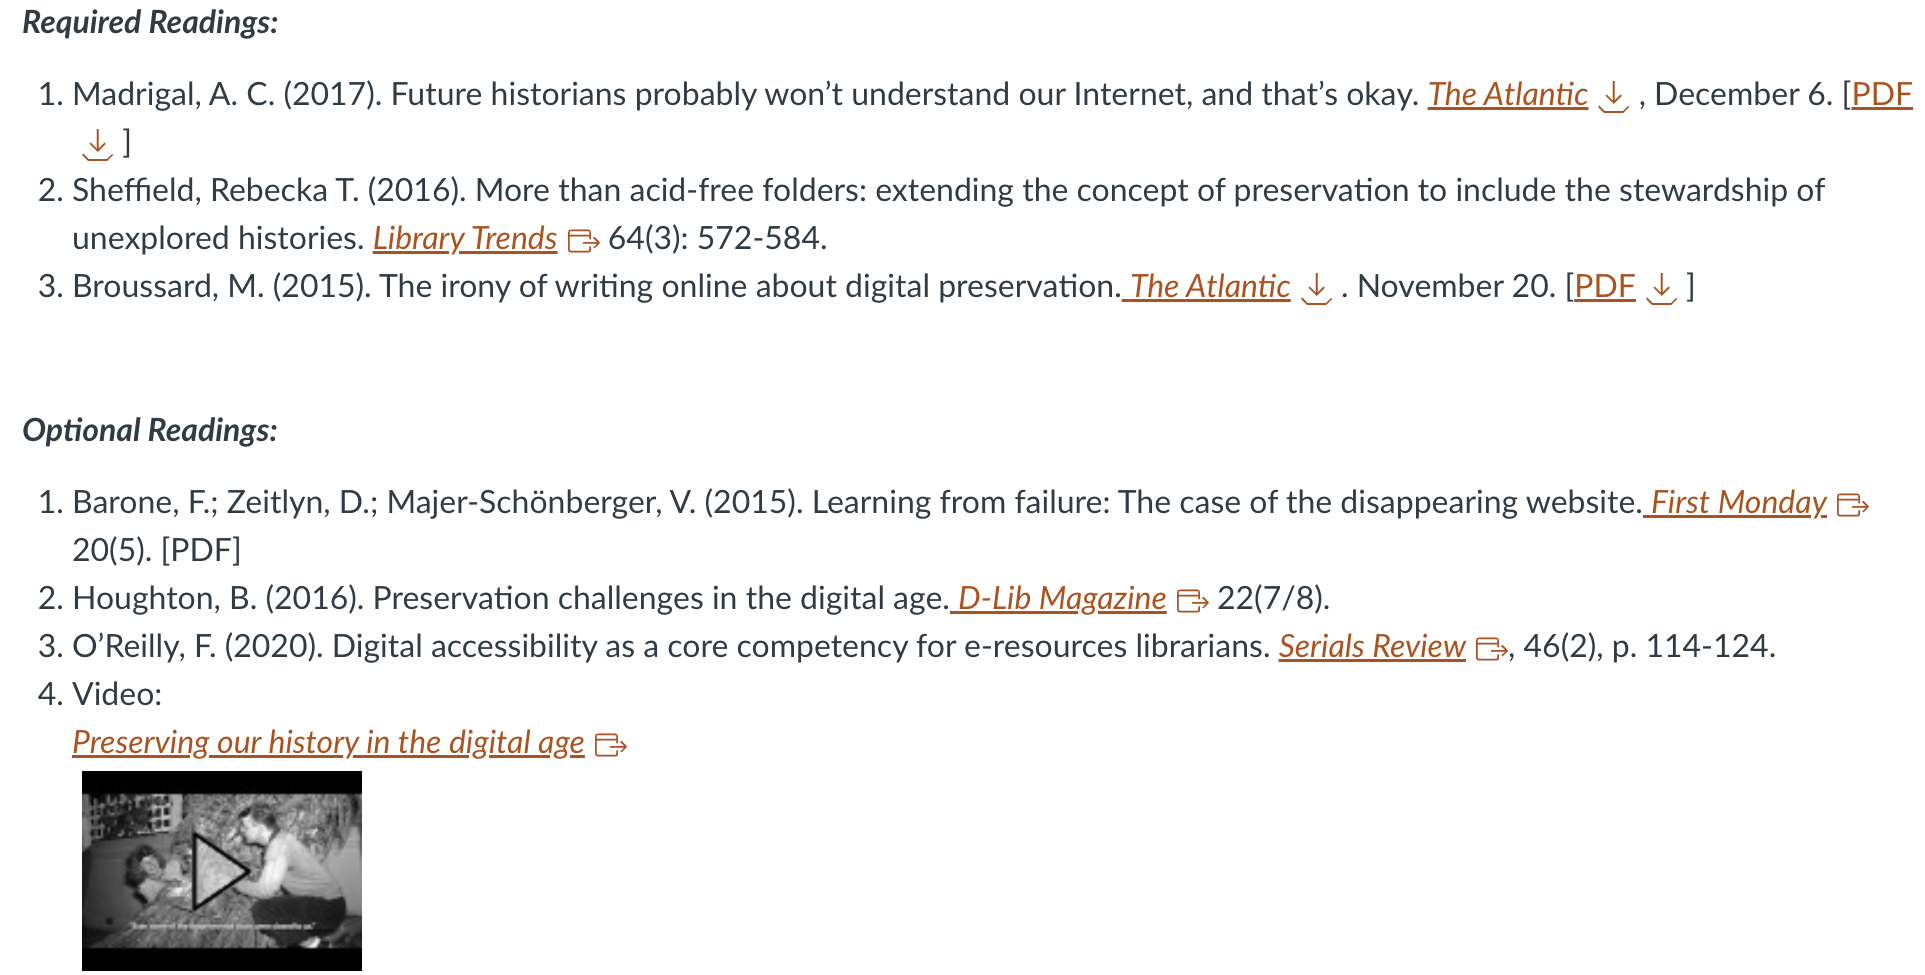 Required Readings:
1. Madrigal, A. C. (2017). Future historians probably won’t understand our Internet, and that’s okay. The Atlantic , December 6. [PDF
]
2. Sheffield, Rebecka T. (2016). More than acid-free folders: extending the concept of preservation to include the stewardship of
unexplored histories. Library Trends 64(3): 572-584.
3. Broussard, M. (2015). The irony of writing online about digital preservation. The Atlantic . November 20. [PDF ]
Optional Readings:
1. Barone, F.; Zeitlyn, D.; Majer-Schönberger, V. (2015). Learning from failure: The case of the disappearing website. First Monday
20(5). [PDF]
2. Houghton, B. (2016). Preservation challenges in the digital age. D-Lib Magazine 22(7/8).
3. O’Reilly, F. (2020). Digital accessibility as a core competency for e-resources librarians. Serials Review , 46(2), p. 114-124.
4. Video:
Preserving our history in the digital age